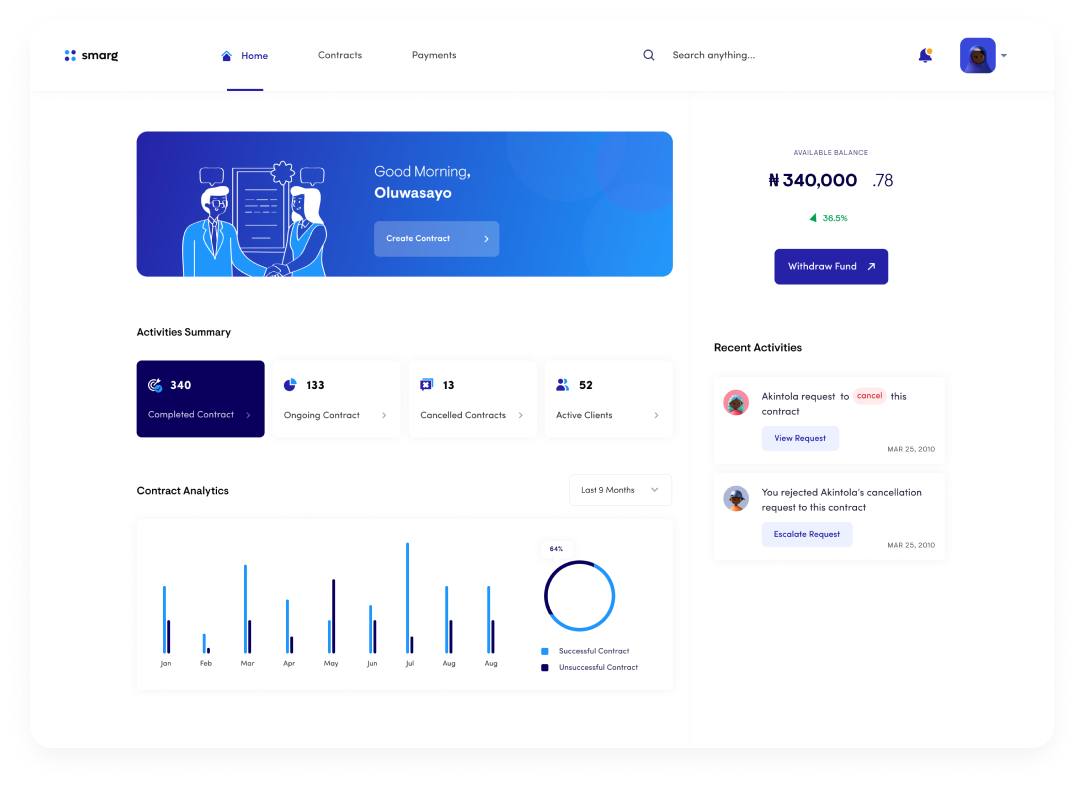 smarg
Home
Contracts
Payments
Search anything...
Good Morning,
Oluwasayo
Create Contract
AVAILABLE BALANCE
₦ 340,000 .78
36.5%
Withdraw Fund
Activities Summary
340
Completed Contract
133
Ongoing Contract
13
Cancelled Contracts
52
Active Clients
Contract Analytics
Last 9 Months
64%
Jan Feb Mar Apr May Jun Jul Aug Aug
Successful Contract
Unsuccessful Contract
Recent Activities
Akintola request to cancel this
contract
View Request
MAR 25, 2010
You rejected Akintola's cancellation
request to this contract
Escalate Request
MAR 25, 2010